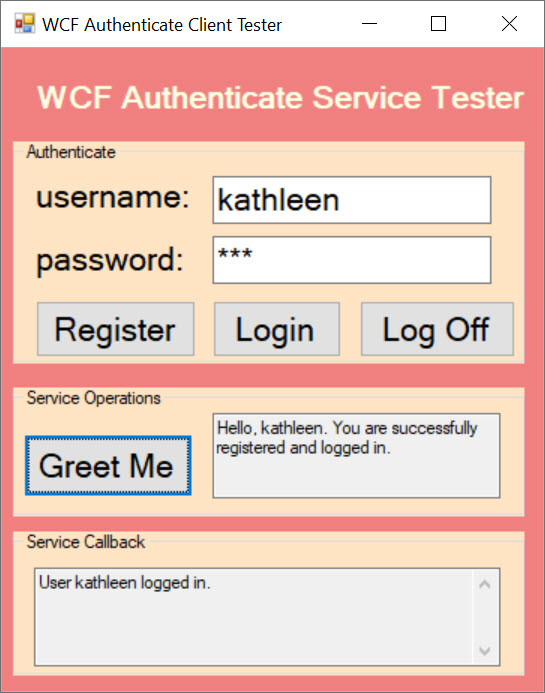 WCF Authenticate Client Tester
WCF Authenticate Service Tester
Authenticate
username:
kathleen
password:
***
Register
Login
Log Off
Service Operations
Greet Me
Hello, kathleen. You are successfully
registered and logged in.
Service Callback
User kathleen logged in.